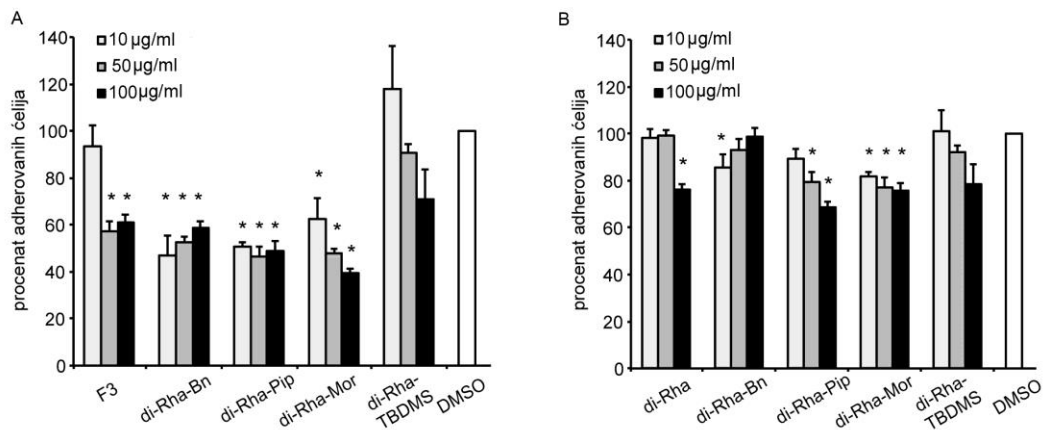 A
procenat adherovanih ćelija
140
120
100
80
60
40
20
0
10 µg/ml
50 µg/ml
100µg/ml
* *
* * *
* * *
* * *
F3
di-Rha-Bn
di-Rha-Pip
di-Rha-Mor
di-Rha-
TBDMS
DMSO
B
procenat adherovanih ćelija
140
120
100
80
60
40
20
0
10 µg/ml
50 µg/ml
100µg/ml
*
*
* *
* * *
di-Rha
di-Rha-Bn
di-Rha-Pip
di-Rha-Mor
di-Rha-
TBDMS
DMSO